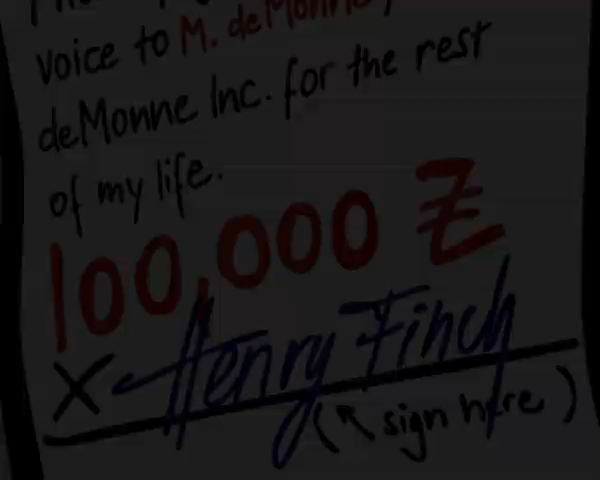 voice to M. deMonne,
deMonne Inc. for the rest
of my life.
100,000 Ƶ
X Henry Finch
(↖ sign here)